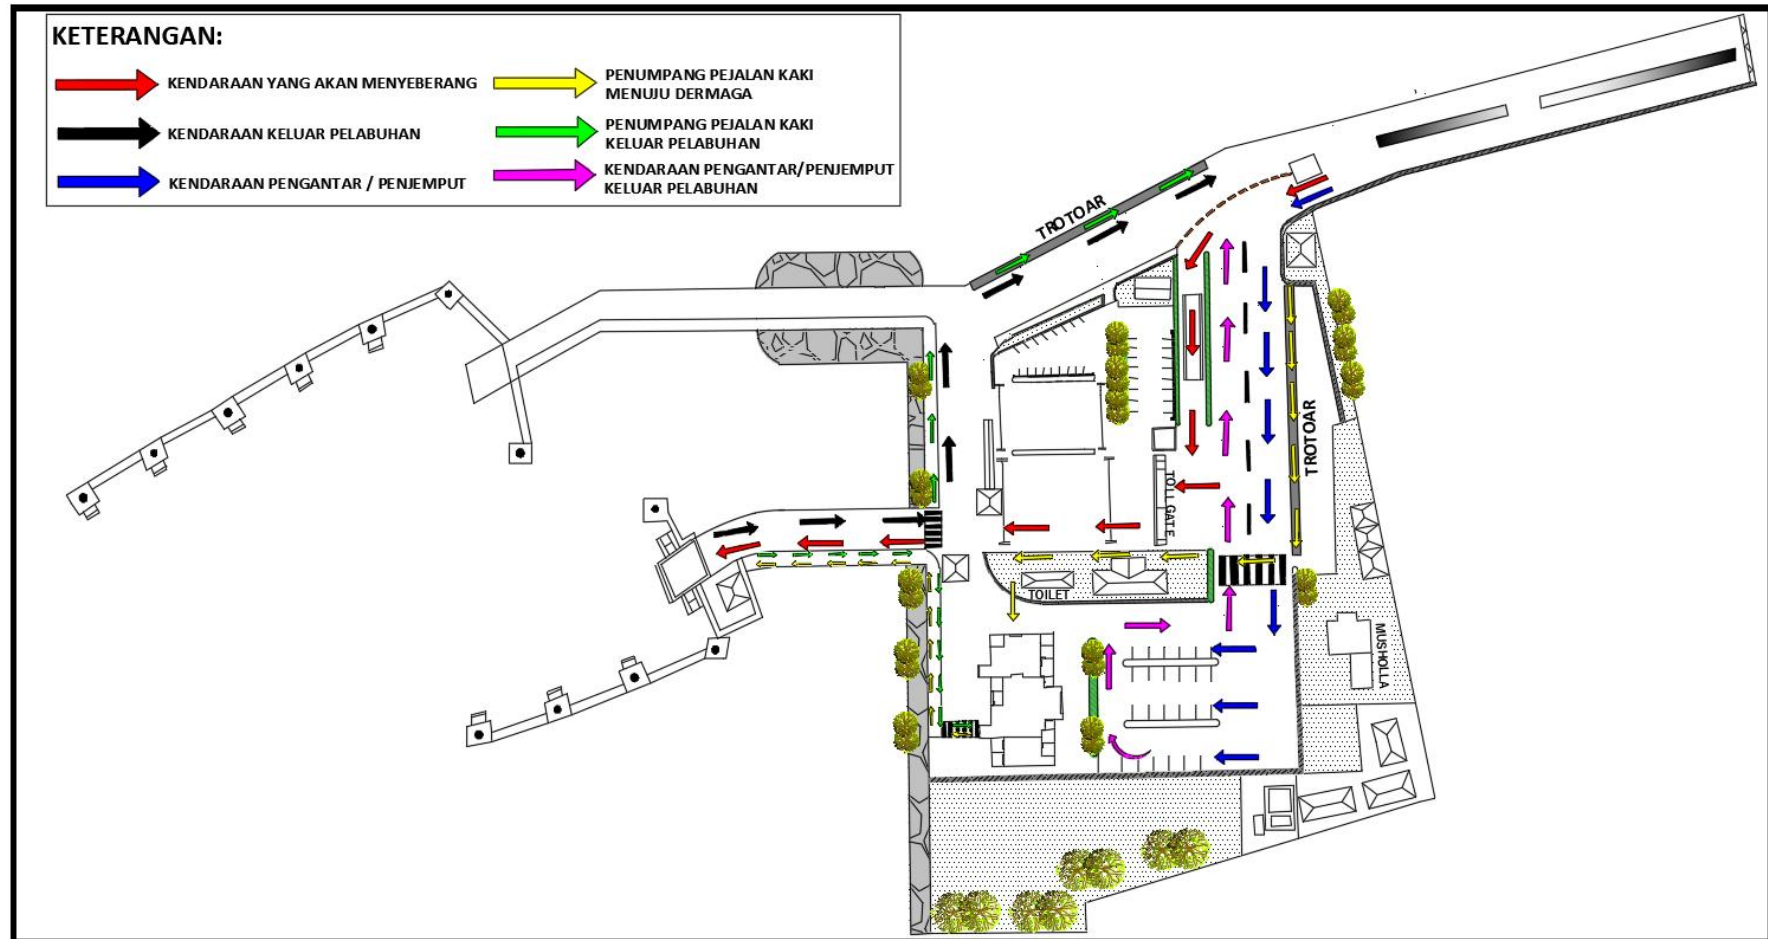 KETERANGAN:
KENDARAAN YANG AKAN MENYEBERANG
KENDARAAN KELUAR PELABUHAN
KENDARAAN PENGANTAR / PENJEMPUT
PENUMPANG PEJALAN KAKI
MENUJU DERMAGA
PENUMPANG PEJALAN KAKI
KELUAR PELABUHAN
KENDARAAN PENGANTAR/PENJEMPUT
KELUAR PELABUHAN
TROTOAR
TROTOAR
TOLL GATE
TOILET
MUSHOLLA